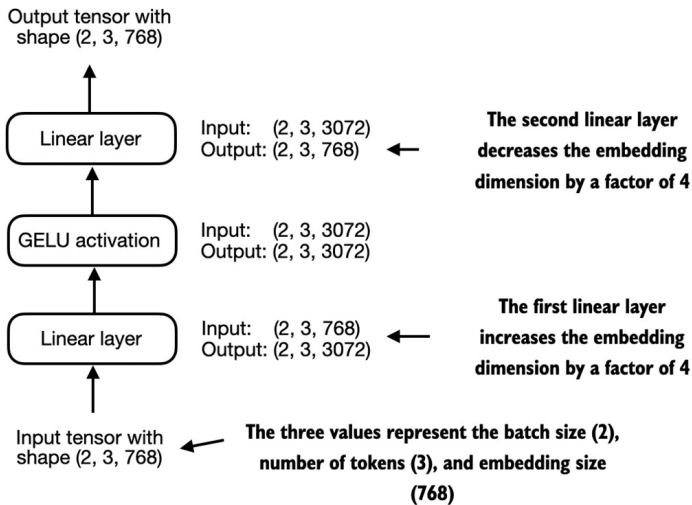 Output tensor with
shape (2, 3, 768)
Linear layer
Input: (2, 3, 3072)
Output: (2, 3, 768)
The second linear layer
decreases the embedding
dimension by a factor of 4
GELU activation
Input: (2, 3, 3072)
Output: (2, 3, 3072)
Linear layer
Input: (2, 3, 768)
Output: (2, 3, 3072)
The first linear layer
increases the embedding
dimension by a factor of 4
Input tensor with
shape (2, 3, 768)
The three values represent the batch size (2),
number of tokens (3), and embedding size
(768)